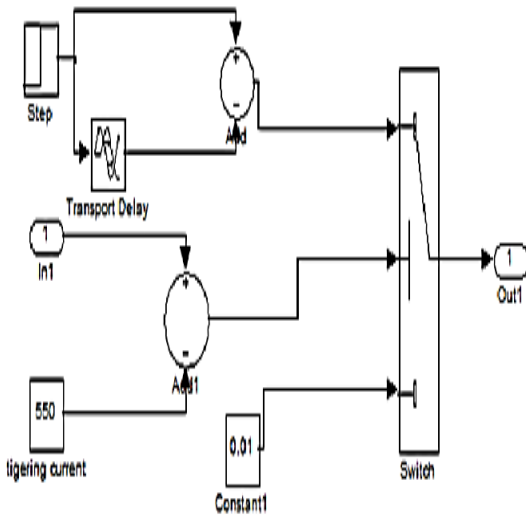 Step
+
−
Add
Transport Delay
1
In1
+
−
Add1
550
tigering current
0.01
Constant1
Switch
1
Out1